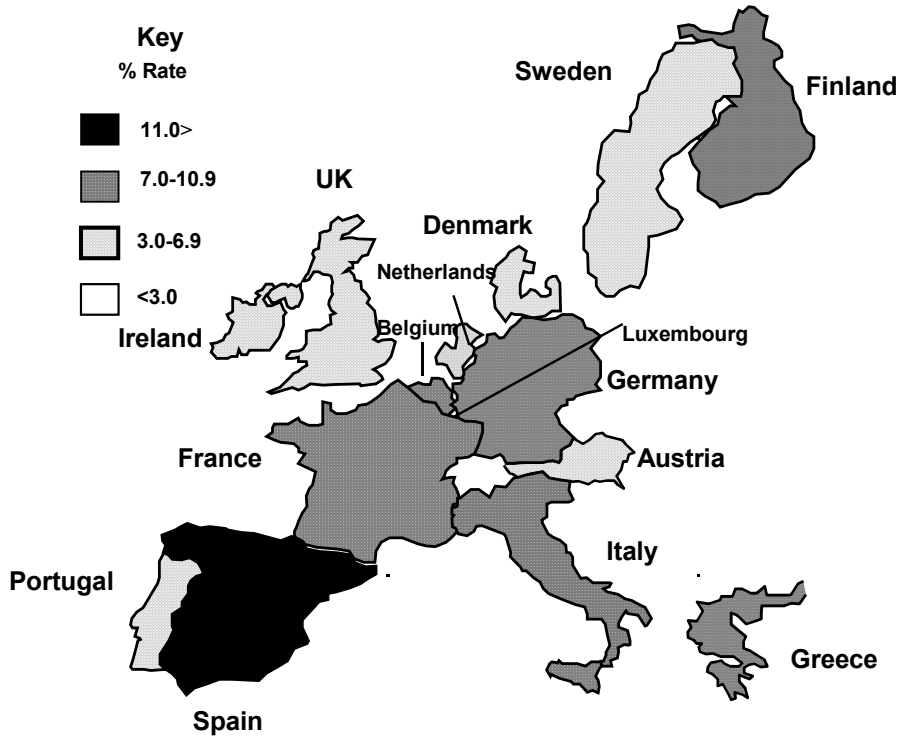 Key
% Rate
11.0>
7.0-10.9
3.0-6.9
<3.0
Sweden
Finland
UK
Denmark
Netherlands
Ireland
Belgium
Luxembourg
Germany
France
Austria
Italy
Portugal
Greece
Spain